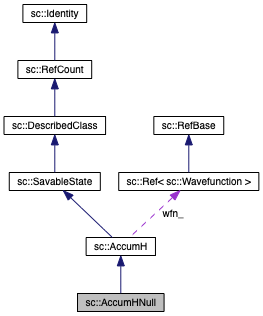 sc::Identity
sc::RefCount
sc::DescribedClass
sc::RefBase
sc::SavableState
sc::Ref< sc::Wavefunction >
wfn_
sc::AccumH
sc::AccumHNull